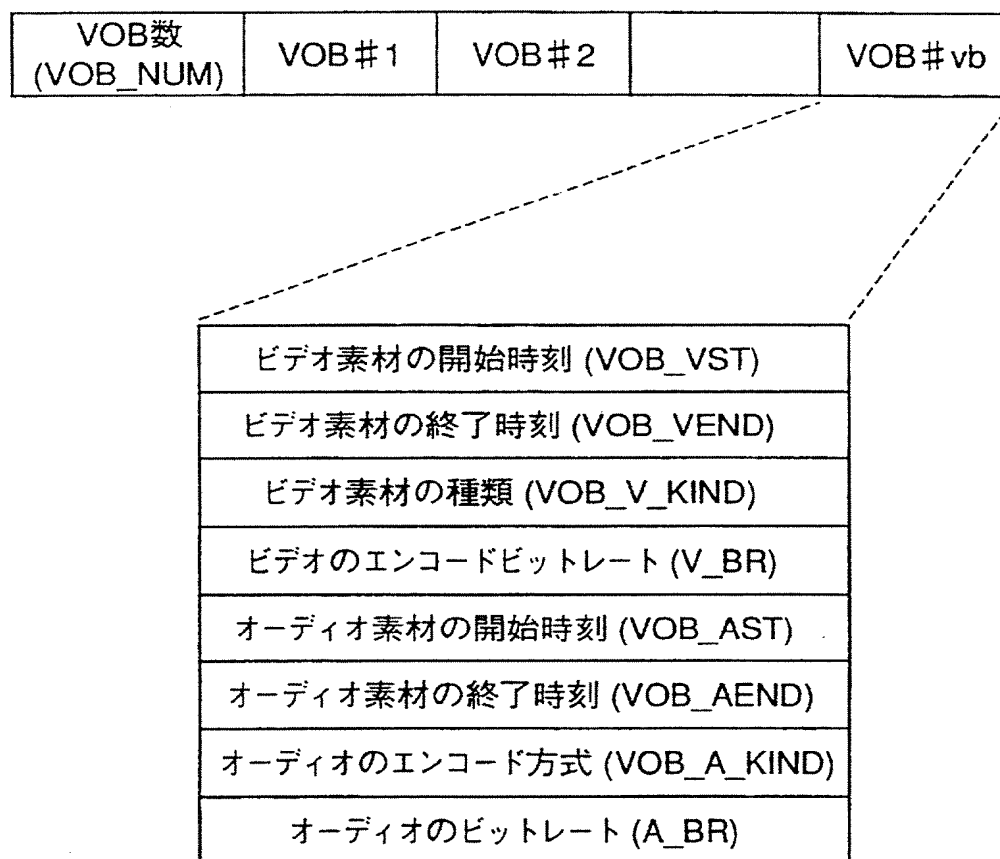 VOB数
(VOB_NUM)
VOB♯1
VOB♯2
VOB♯vb
ビデオ素材の開始時刻 (VOB_VST)
ビデオ素材の終了時刻 (VOB_VEND)
ビデオ素材の種類 (VOB_V_KIND)
ビデオのエンコードビットレート (V_BR)
オーディオ素材の開始時刻 (VOB_AST)
オーディオ素材の終了時刻 (VOB_AEND)
オーディオのエンコード方式 (VOB_A_KIND)
オーディオのビットレート (A_BR)